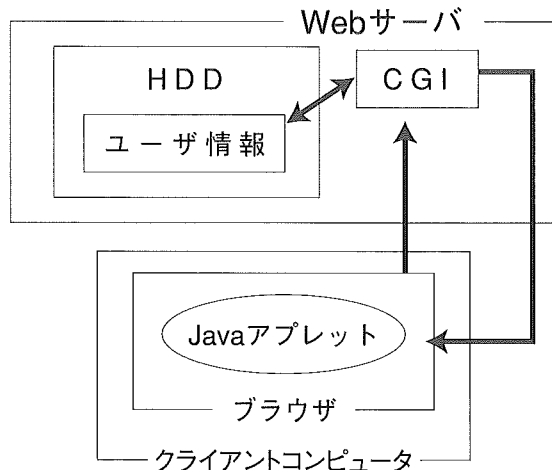 Webサーバ
HDD
CGI
ユーザ情報
Javaアプレット
ブラウザ
クライアントコンピュータ